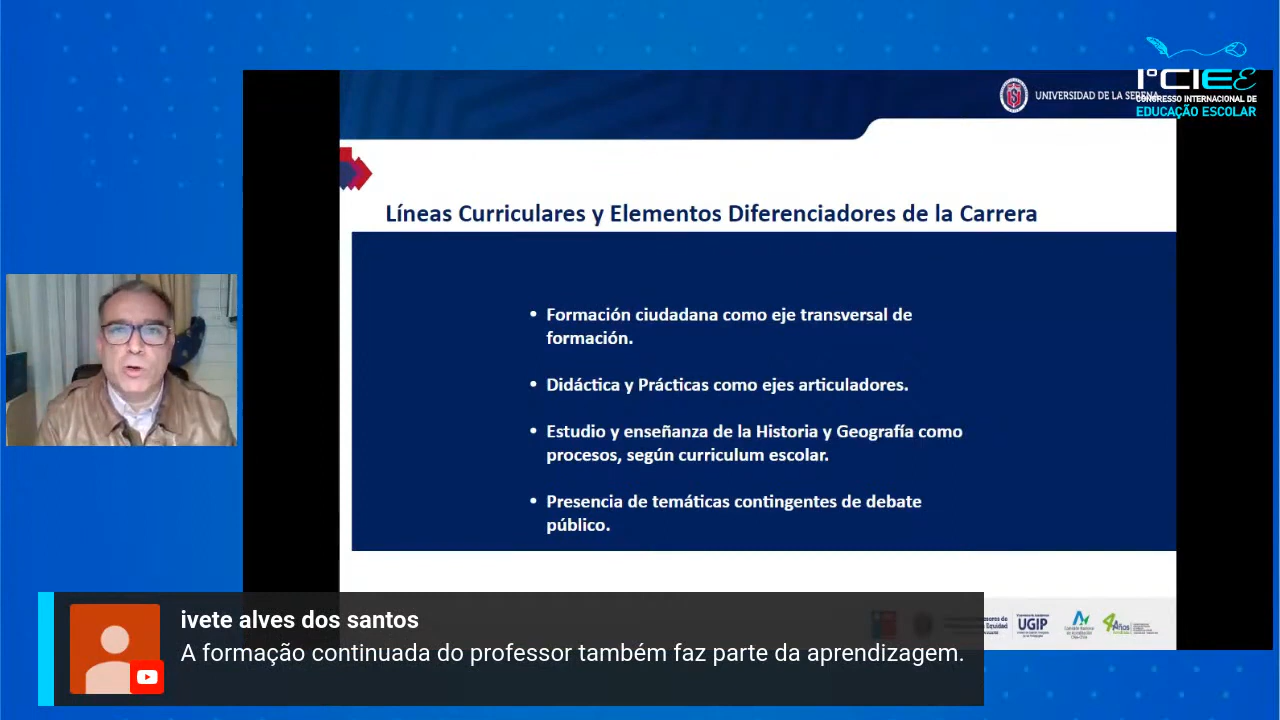 UNIVERSIDAD DE LA SERENA
1º CIEE
CONGRESSO INTERNACIONAL DE
EDUCAÇÃO ESCOLAR
Líneas Curriculares y Elementos Diferenciadores de la Carrera
• Formación ciudadana como eje transversal de
formación.
• Didáctica y Prácticas como ejes articuladores.
• Estudio y enseñanza de la Historia y Geografía como
procesos, según curriculum escolar.
• Presencia de temáticas contingentes de debate
público.
UGIP
4 Años
ivete alves dos santos
A formação continuada do professor também faz parte da aprendizagem.